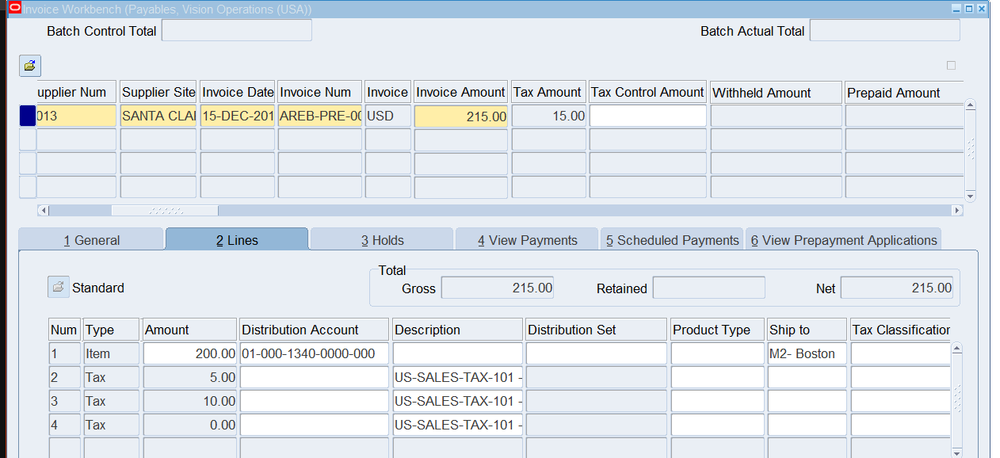 Invoice Workbench (Payables, Vision Operations (USA))
Batch Control Total Batch Actual Total
upplier Num Supplier Site Invoice Date Invoice Num Invoice Invoice Amount Tax Amount Tax Control Amount Withheld Amount Prepaid Amount
013 SANTA CLA 15-DEC-201 AREB-PRE-00 USD 215.00 15.00
1 General 2 Lines 3 Holds 4 View Payments 5 Scheduled Payments 6 View Prepayment Applications
Total
Standard Gross 215.00 Retained Net 215.00
Num Type Amount Distribution Account Description Distribution Set Product Type Ship to Tax Classification
1 Item 200.00 01-000-1340-0000-000 M2- Boston
2 Tax 5.00 US-SALES-TAX-101 -
3 Tax 10.00 US-SALES-TAX-101 -
4 Tax 0.00 US-SALES-TAX-101 -